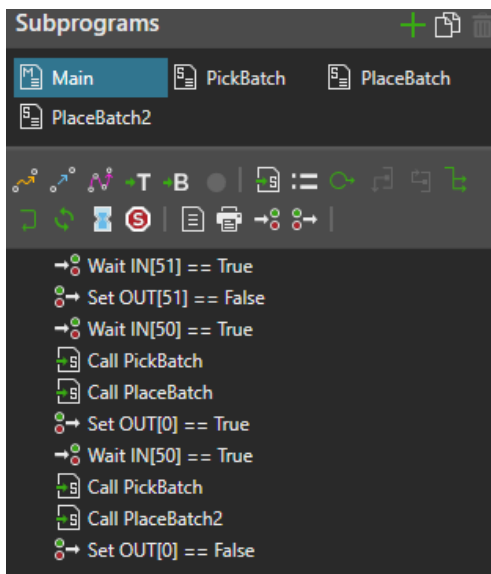 Subprograms
Main PickBatch PlaceBatch
PlaceBatch2
T B
S
Wait IN[51] == True
Set OUT[51] == False
Wait IN[50] == True
Call PickBatch
Call PlaceBatch
Set OUT[0] == True
Wait IN[50] == True
Call PickBatch
Call PlaceBatch2
Set OUT[0] == False